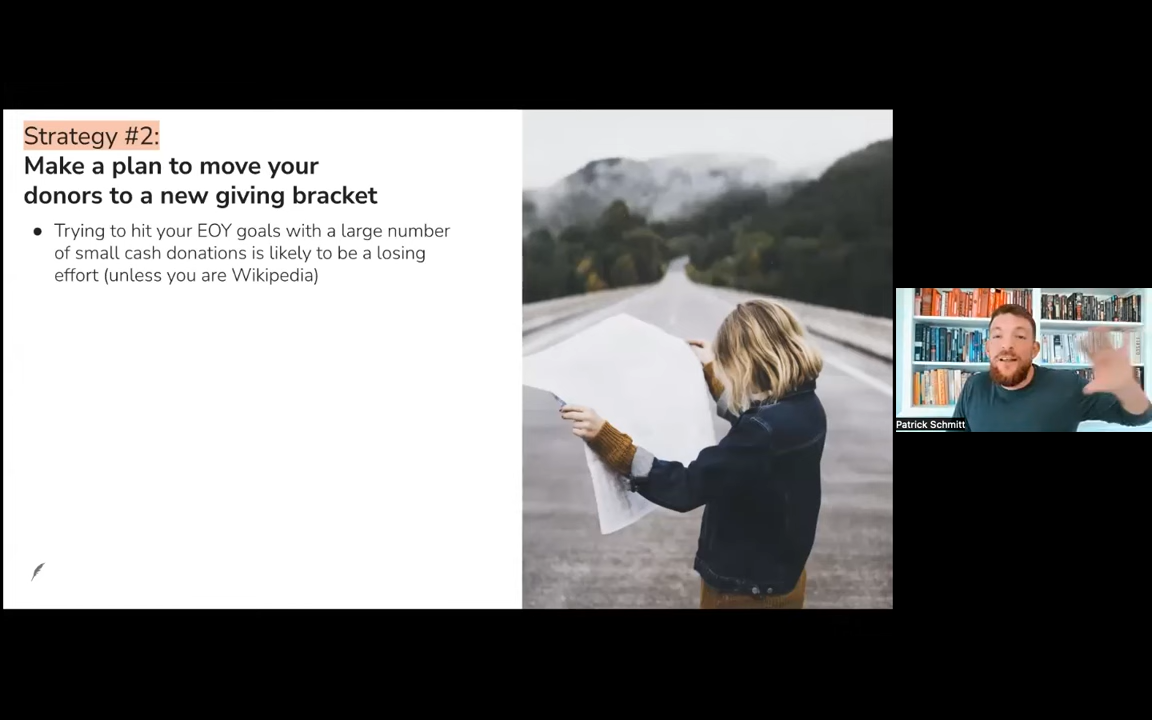 Strategy #2:
Make a plan to move your
donors to a new giving bracket
● Trying to hit your EOY goals with a large number
of small cash donations is likely to be a losing
effort (unless you are Wikipedia)
Patrick Schmitt